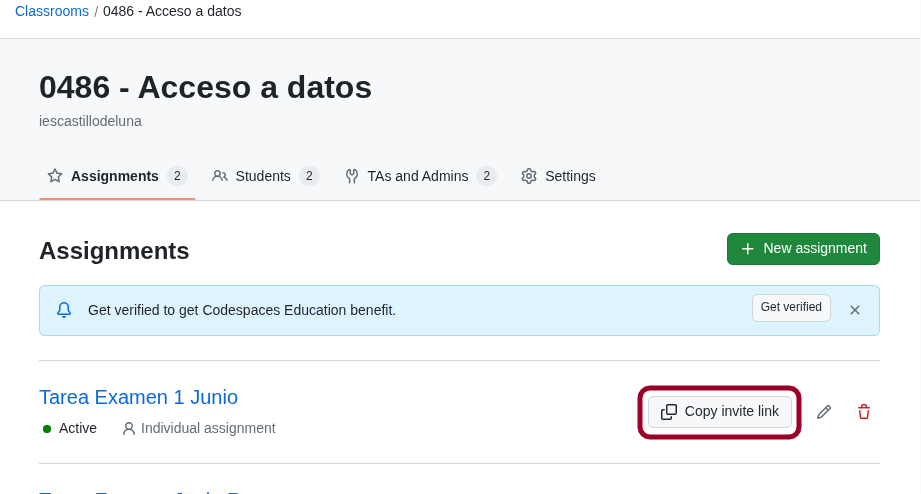 Classrooms / 0486 - Acceso a datos
0486 - Acceso a datos
iescastillodeluna
Assignments 2 Students 2 TAs and Admins 2 Settings
Assignments
New assignment
Get verified to get Codespaces Education benefit.
Get verified
Tarea Examen 1 Junio
Copy invite link
Active Individual assignment